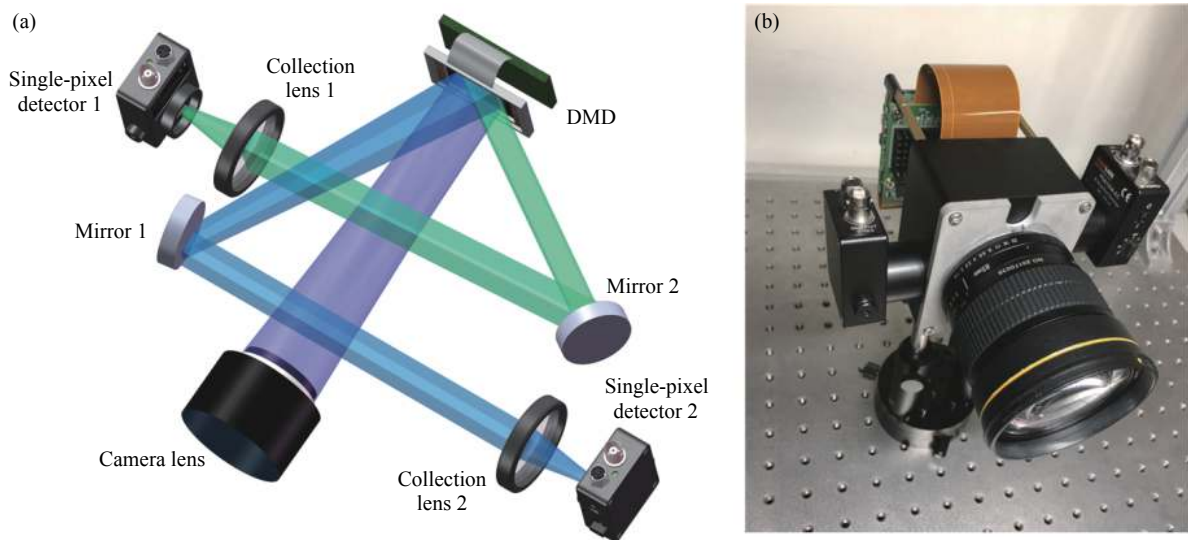 (a)
Single-pixel
detector 1
Collection
lens 1
DMD
Mirror 1
Mirror 2
Single-pixel
detector 2
Camera lens
Collection
lens 2
(b)